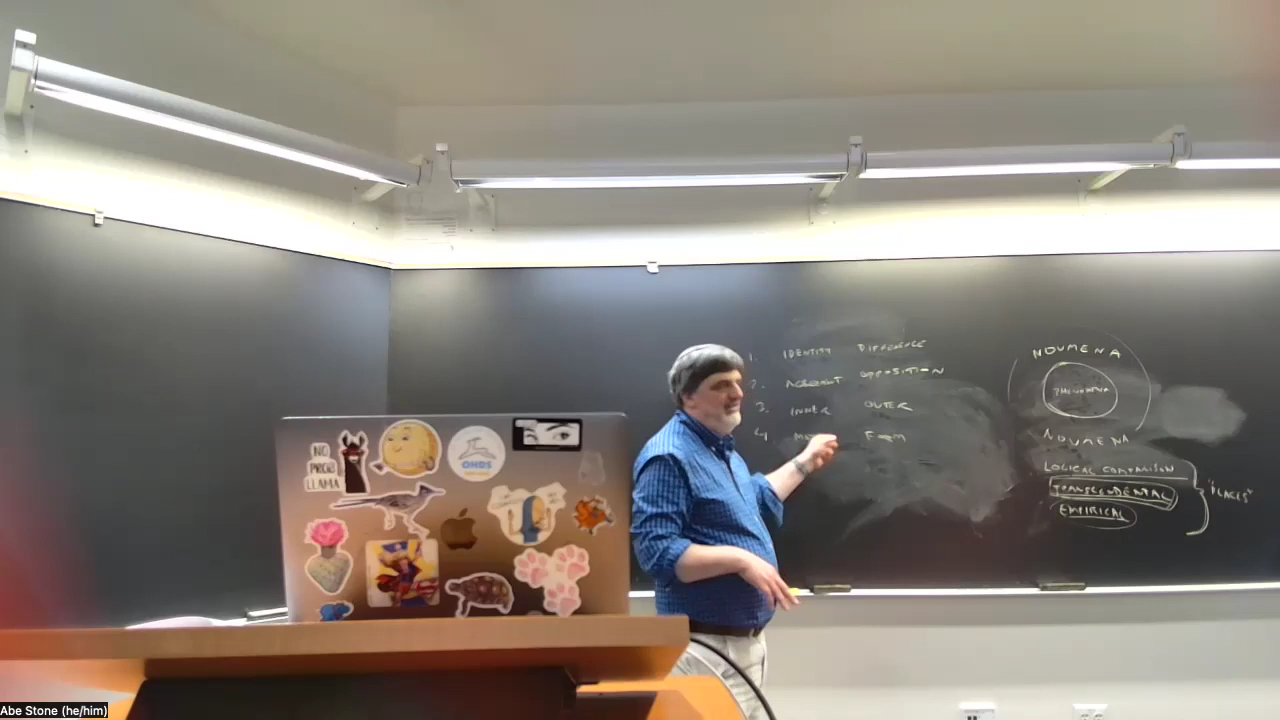 1. IDENTITY DIFFERENCE
2. AGREEMENT OPPOSITION
3. INNER OUTER
4 FORM
NOUMENA
PHENOMENA
NOUMENA
LOGICAL COMPARISON
TRANSCENDENTAL
EMPIRICAL
"PLACES"
NO
PROB
LLAMA
OHDS
Abe Stone (he/him)